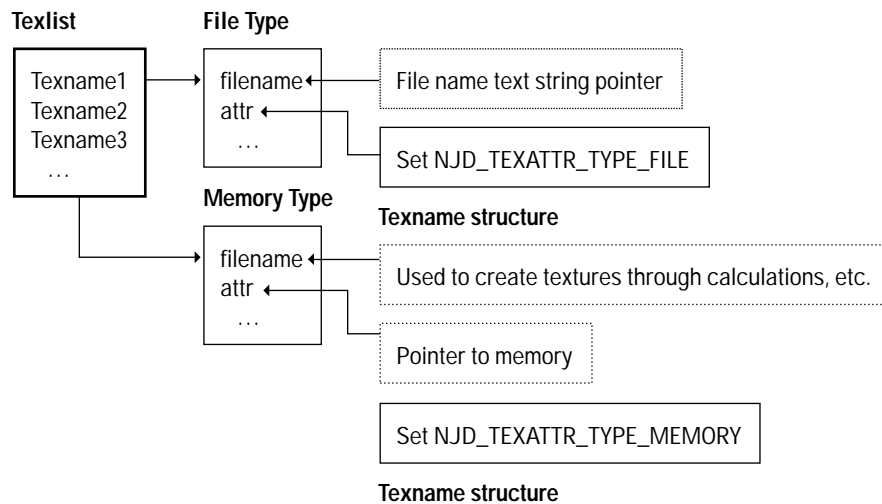 Texlist
File Type
Texname1
Texname2
Texname3
...
filename
attr
...
File name text string pointer
Set NJD_TEXATTR_TYPE_FILE
Texname structure
Memory Type
filename
attr
...
Used to create textures through calculations, etc.
Pointer to memory
Set NJD_TEXATTR_TYPE_MEMORY
Texname structure